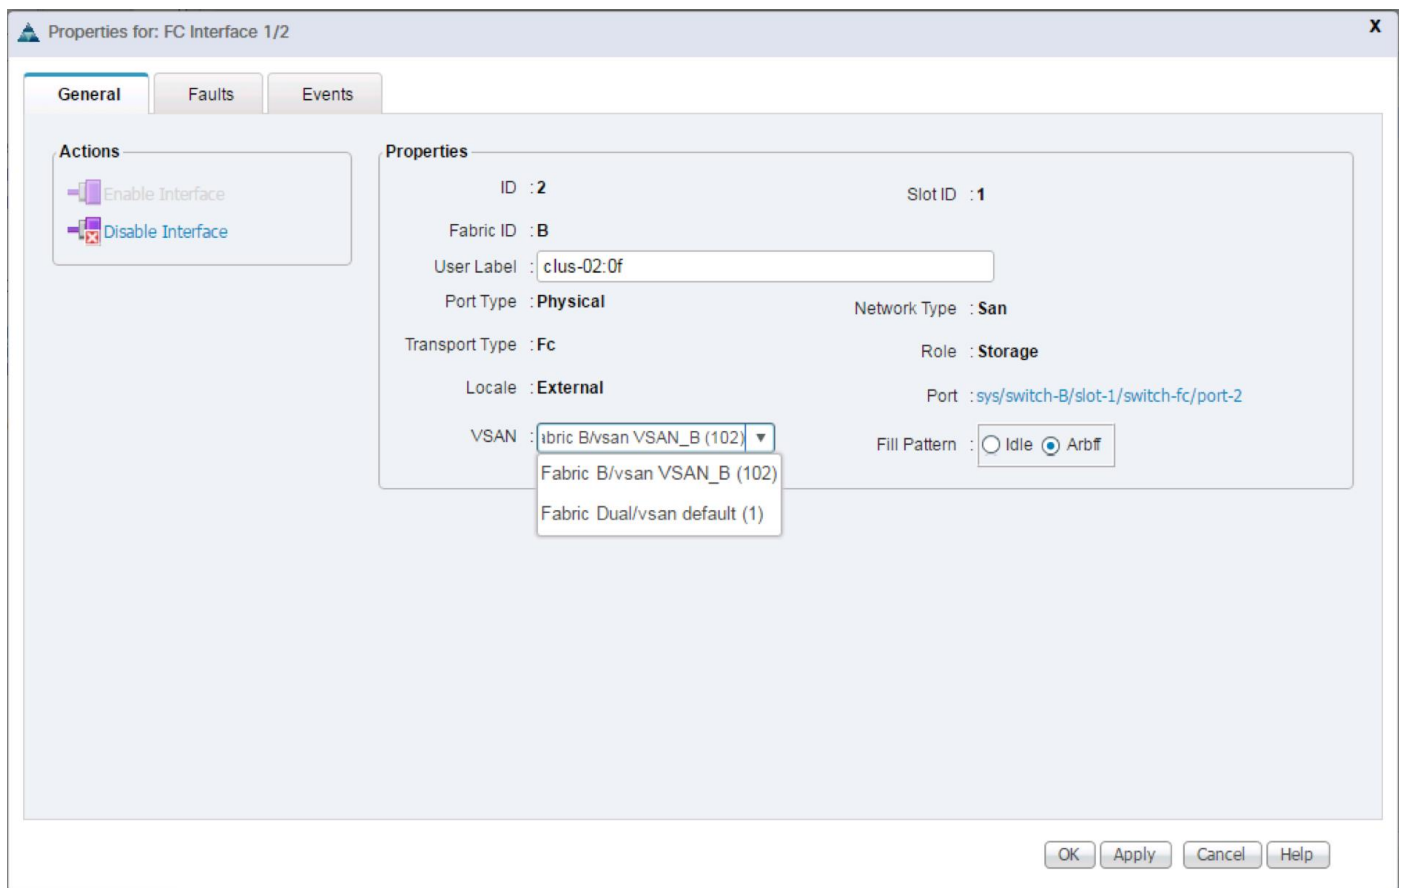 Properties for: FC Interface 1/2
X
General Faults Events
Actions
Enable Interface
Disable Interface
Properties
ID : 2
Slot ID : 1
Fabric ID : B
User Label : clus-02:0f
Port Type : Physical
Network Type : San
Transport Type : Fc
Role : Storage
Locale : External
Port : sys/switch-B/slot-1/switch-fc/port-2
VSAN : abric B/vsan VSAN_B (102) ▼
Fill Pattern : Idle Arbff
Fabric B/vsan VSAN_B (102)
Fabric Dual/vsan default (1)
OK Apply Cancel Help